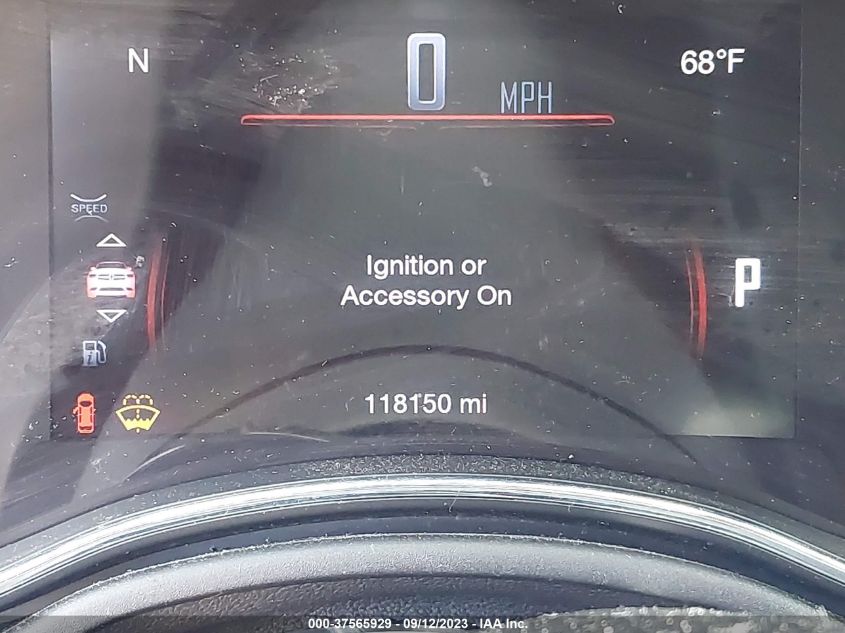 N
0 MPH
68°F
SPEED
Ignition or
Accessory On
P
118150 mi
000-37565929 - 09/12/2023 - IAA Inc.